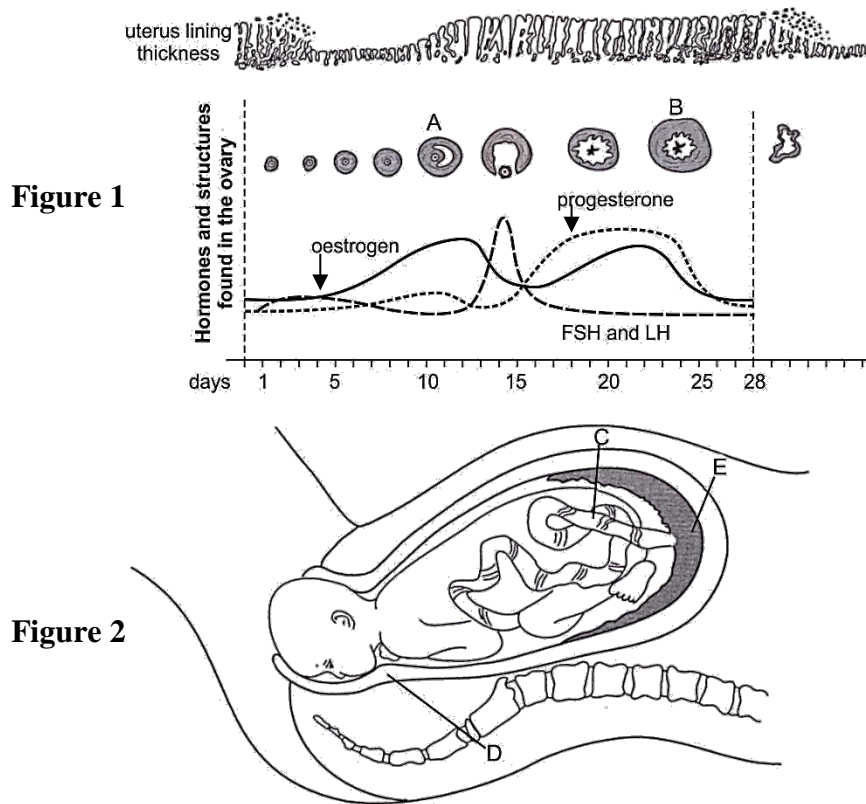 uterus lining
thickness
A
B
Figure 1
Hormones and structures
found in the ovary
progesterone
oestrogen
FSH and LH
days 1 5 10 15 20 25 28
C
E
Figure 2
D